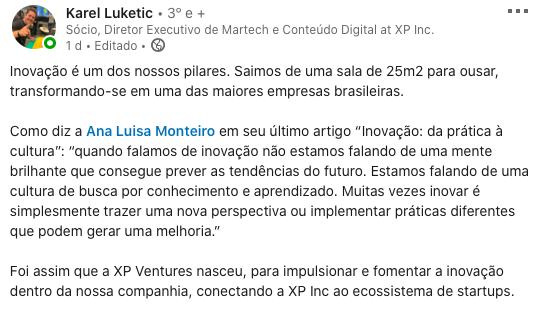 Karel Luketic • 3º e +
Sócio, Diretor Executivo de Martech e Conteúdo Digital at XP Inc.
1 d • Editado •
Inovação é um dos nossos pilares. Saimos de uma sala de 25m2 para ousar,
transformando-se em uma das maiores empresas brasileiras.
Como diz a Ana Luisa Monteiro em seu último artigo “Inovação: da prática à
cultura”: “quando falamos de inovação não estamos falando de uma mente
brilhante que consegue prever as tendências do futuro. Estamos falando de uma
cultura de busca por conhecimento e aprendizado. Muitas vezes inovar é
simplesmente trazer uma nova perspectiva ou implementar práticas diferentes
que podem gerar uma melhoria.”
Foi assim que a XP Ventures nasceu, para impulsionar e fomentar a inovação
dentro da nossa companhia, conectando a XP Inc ao ecossistema de startups.